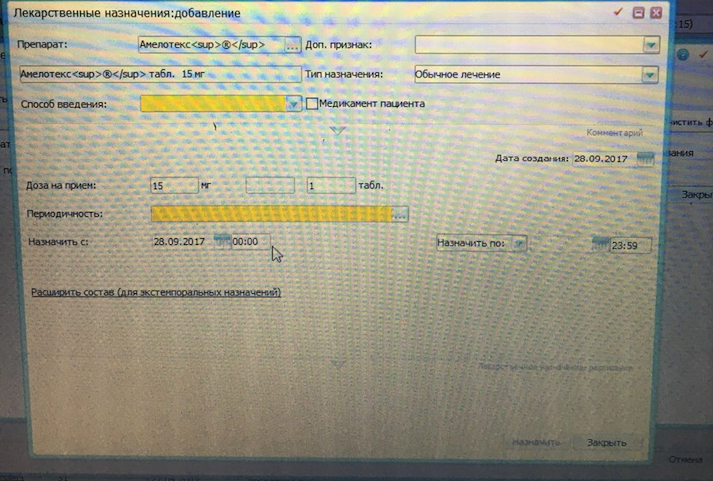 Лекарственные назначения:добавление
Препарат: Амелотекс<sup>®</sup> ... Доп. признак:
Амелотекс<sup>®</sup> табл. 15 мг Тип назначения: Обычное лечение
Способ введения: Медикамент пациента
Комментарий
Дата создания: 28.09.2017
Доза на прием: 15 мг 1 табл.
Периодичность: ...
Назначить с: 28.09.2017 00:00 Назначить по: 23:59
Расширить состав (для экстемпоральных назначений)
Назначить Закрыть
:15)
Закры
Отмена